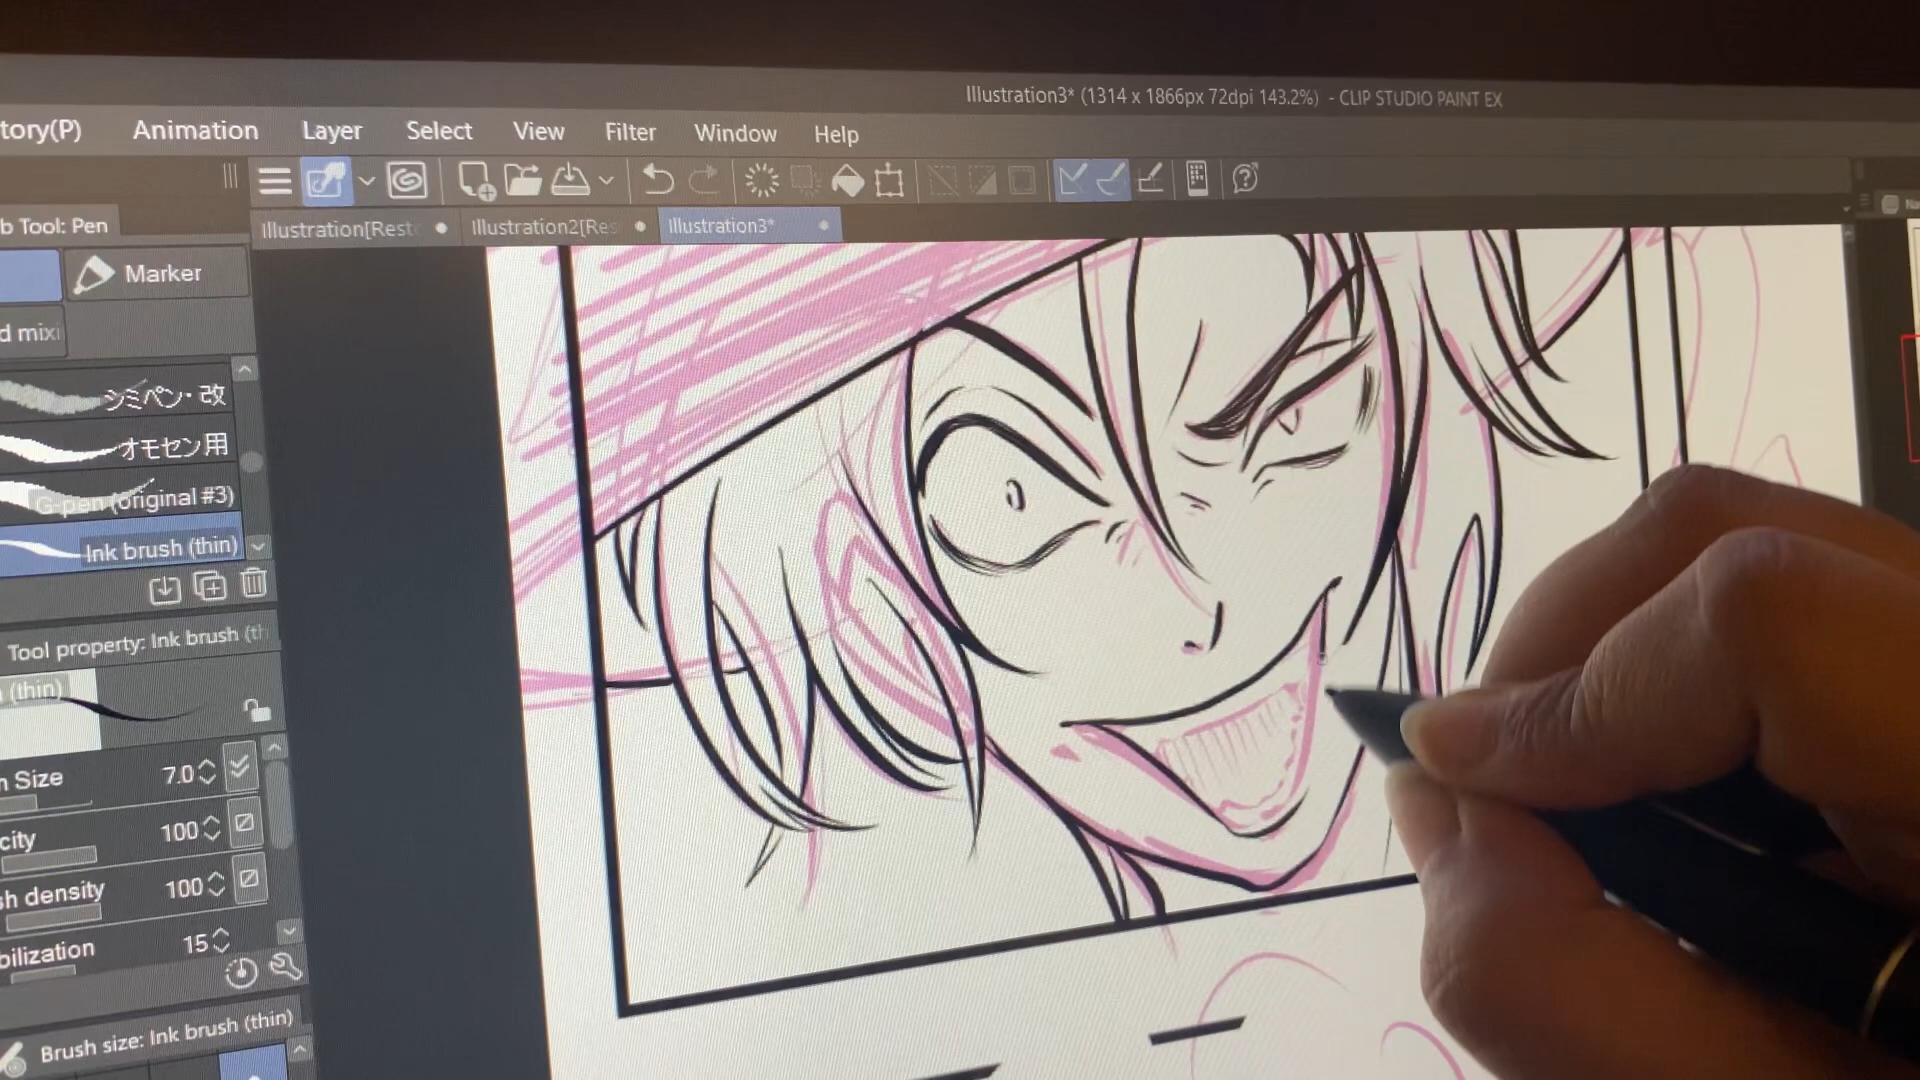 Illustration3* (1314 x 1866px 72dpi 143.2%) - CLIP STUDIO PAINT EX
tory(P) Animation Layer Select View Filter Window Help
b Tool: Pen
Illustration[Rest
Illustration2[Res
Illustration3*
Marker
d mixi
シミペン・改
オモセン用
G-pen (original #3)
Ink brush (thin)
Tool property: Ink brush (th
(thin)
n Size 7.0
city 100
sh density 100
bilization 15
Brush size: Ink brush (thin)